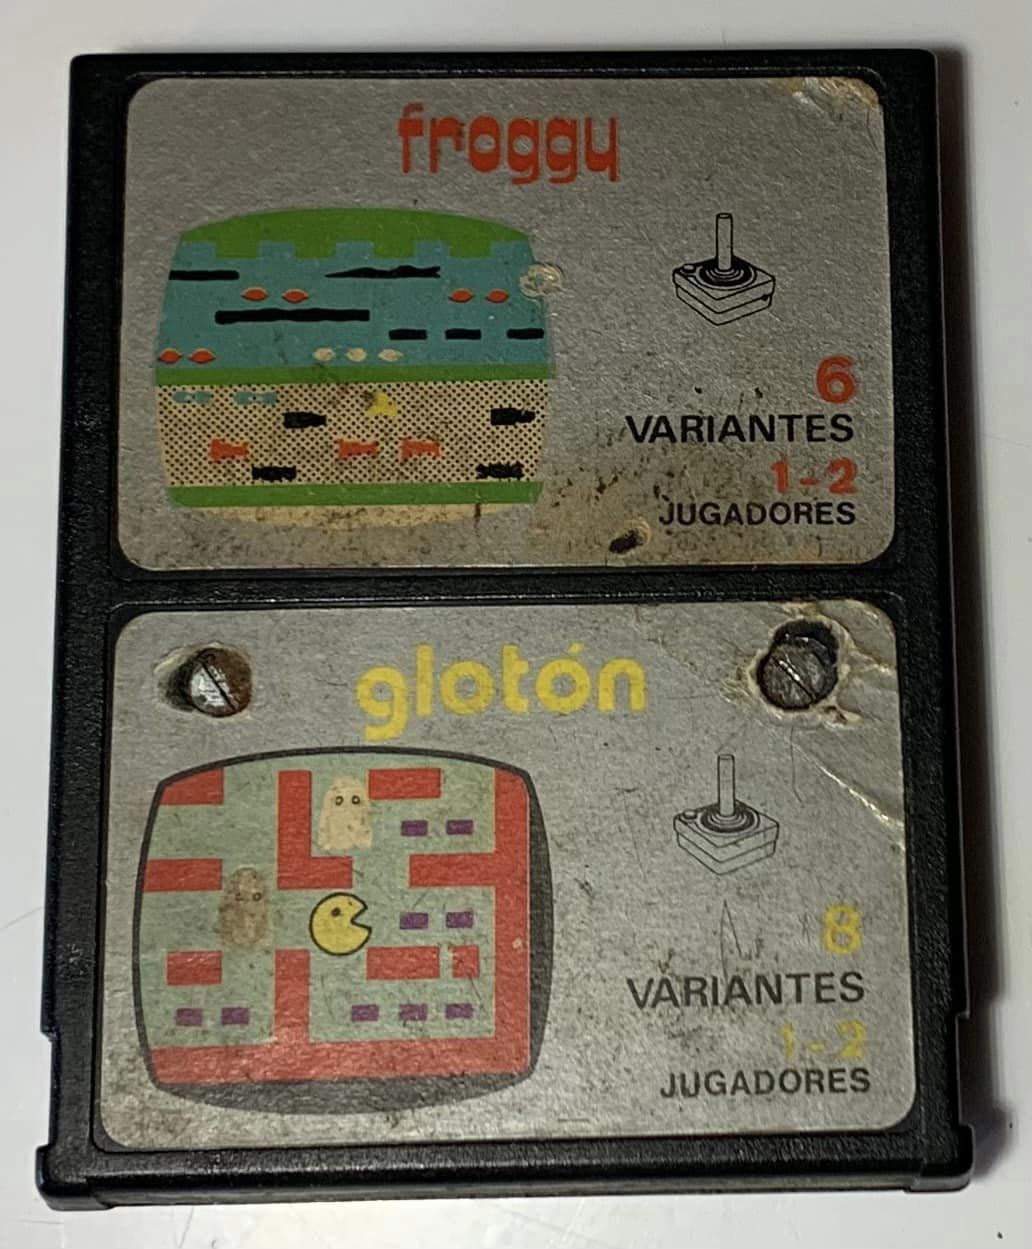 froggy
6
VARIANTES
1-2
JUGADORES
glotón
8
VARIANTES
1-2
JUGADORES